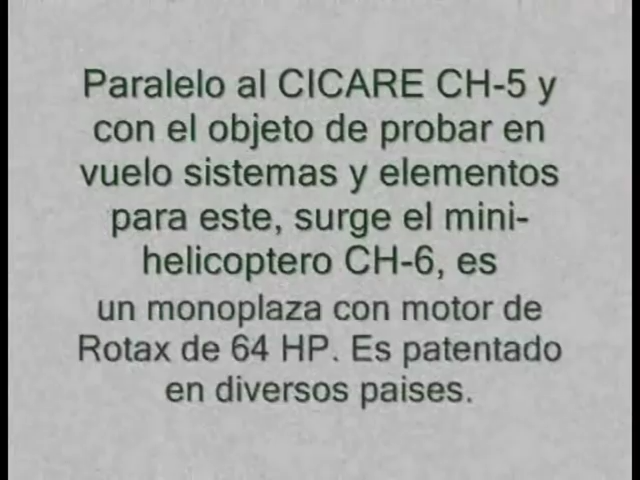 Paralelo al CICARE CH-5 y
con el objeto de probar en
vuelo sistemas y elementos
para este, surge el mini-
helicoptero CH-6, es
un monoplaza con motor de
Rotax de 64 HP. Es patentado
en diversos paises.